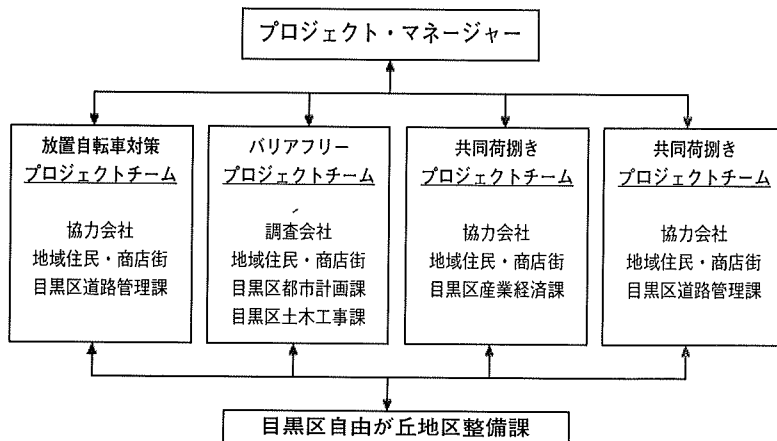 プロジェクト・マネージャー
放置自転車対策
プロジェクトチーム
協力会社
地域住民・商店街
目黒区道路管理課
バリアフリー
プロジェクトチーム
調査会社
地域住民・商店街
目黒区都市計画課
目黒区土木工事課
共同荷捌き
プロジェクトチーム
協力会社
地域住民・商店街
目黒区産業経済課
共同荷捌き
プロジェクトチーム
協力会社
地域住民・商店街
目黒区道路管理課
目黒区自由が丘地区整備課